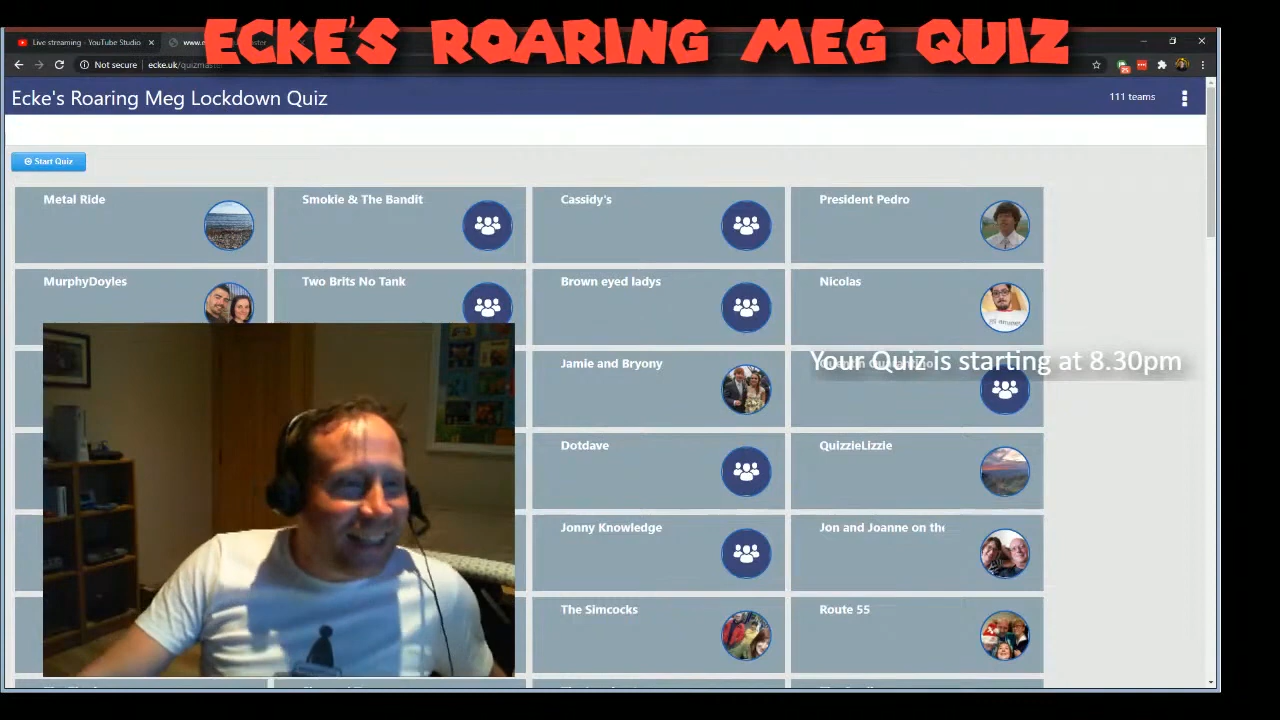 ECKE'S ROARING MEG QUIZ
Live streaming - YouTube Studio
Not secure
ecke.uk/quizmaster
Ecke's Roaring Meg Lockdown Quiz
111 teams
Start Quiz
Metal Ride
Smokie & The Bandit
Cassidy's
President Pedro
MurphyDoyles
Two Brits No Tank
Brown eyed ladys
Nicolas
Jamie and Bryony
Your Quiz is starting at 8.30pm
Dotdave
QuizzieLizzie
Jonny Knowledge
Jon and Joanne on the
The Simcocks
Route 55